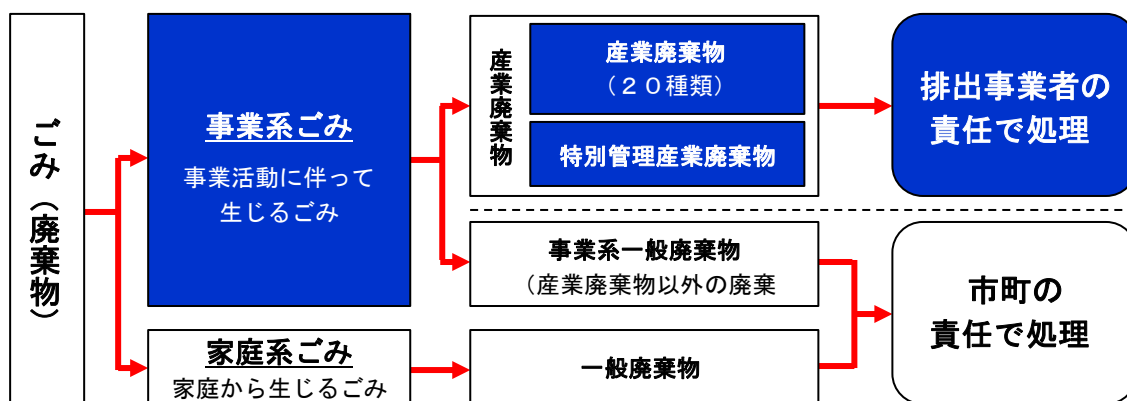 ごみ（廃棄物）
事業系ごみ
事業活動に伴って
生じるごみ
家庭系ごみ
家庭から生じるごみ
産業廃棄物
産業廃棄物
（２０種類）
特別管理産業廃棄物
事業系一般廃棄物
（産業廃棄物以外の廃棄
一般廃棄物
排出事業者の
責任で処理
市町の
責任で処理